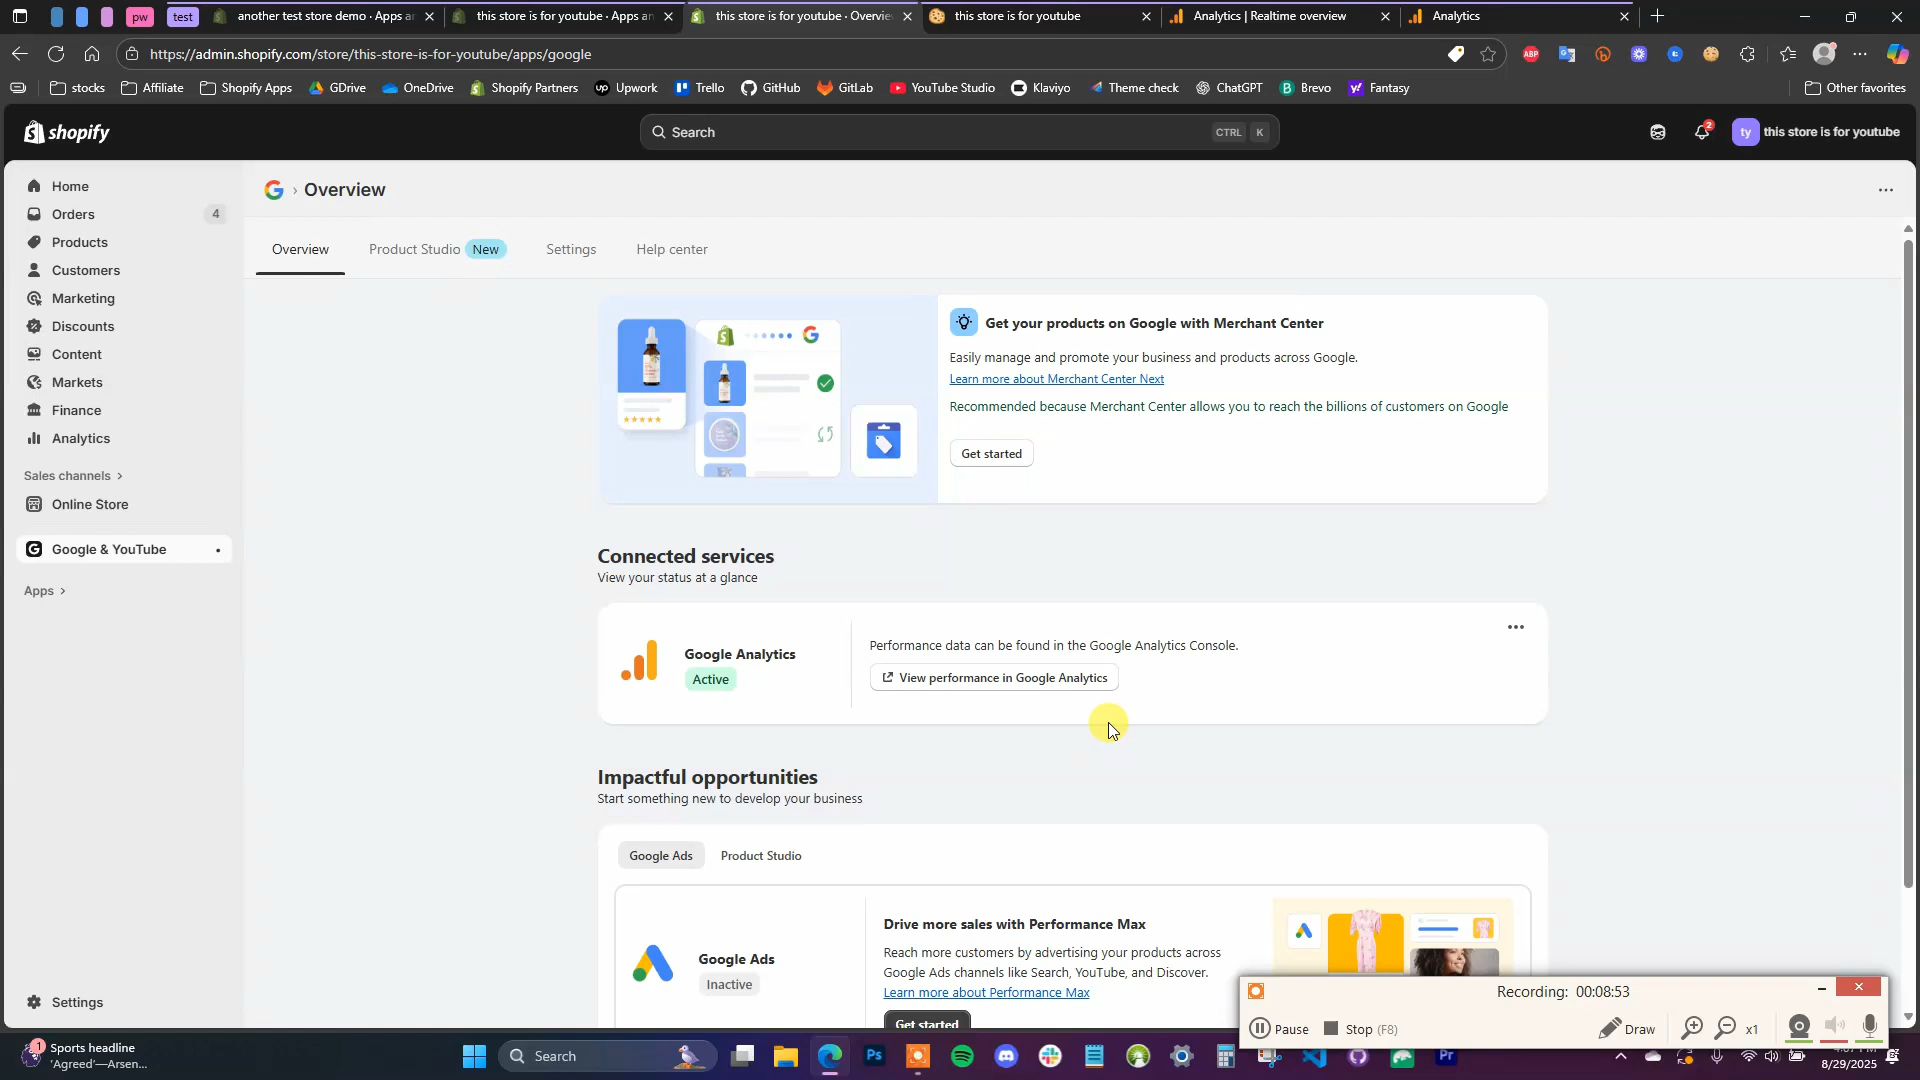 pw
test
another test store demo · Apps ar
this store is for youtube · Apps an
this store is for youtube · Overvie
this store is for youtube
Analytics | Realtime overview
Analytics
https://admin.shopify.com/store/this-store-is-for-youtube/apps/google
ABP
stocks
Affiliate
Shopify Apps
GDrive
OneDrive
Shopify Partners
up Upwork
Trello
GitHub
GitLab
YouTube Studio
Klaviyo
Theme check
ChatGPT
B Brevo
Y! Fantasy
Other favorites
shopify
Search
CTRL K
2
ty this store is for youtube
Home
Orders 4
Products
Customers
Marketing
Discounts
Content
Markets
Finance
Analytics
Sales channels
Online Store
Google & YouTube
Apps
Settings
G › Overview
Overview
Product Studio New
Settings
Help center
Get your products on Google with Merchant Center
Easily manage and promote your business and products across Google.
Learn more about Merchant Center Next
Recommended because Merchant Center allows you to reach the billions of customers on Google
Get started
Connected services
View your status at a glance
Google Analytics
Active
Performance data can be found in the Google Analytics Console.
View performance in Google Analytics
Impactful opportunities
Start something new to develop your business
Google Ads
Product Studio
Google Ads
Inactive
Drive more sales with Performance Max
Reach more customers by advertising your products across
Google Ads channels like Search, YouTube, and Discover.
Learn more about Performance Max
Get started
Recording: 00:08:53
Pause
Stop (F8)
Draw
x1
1
Sports headline
'Agreed'—Arsen...
Search
Ps
Pr
8/29/2025